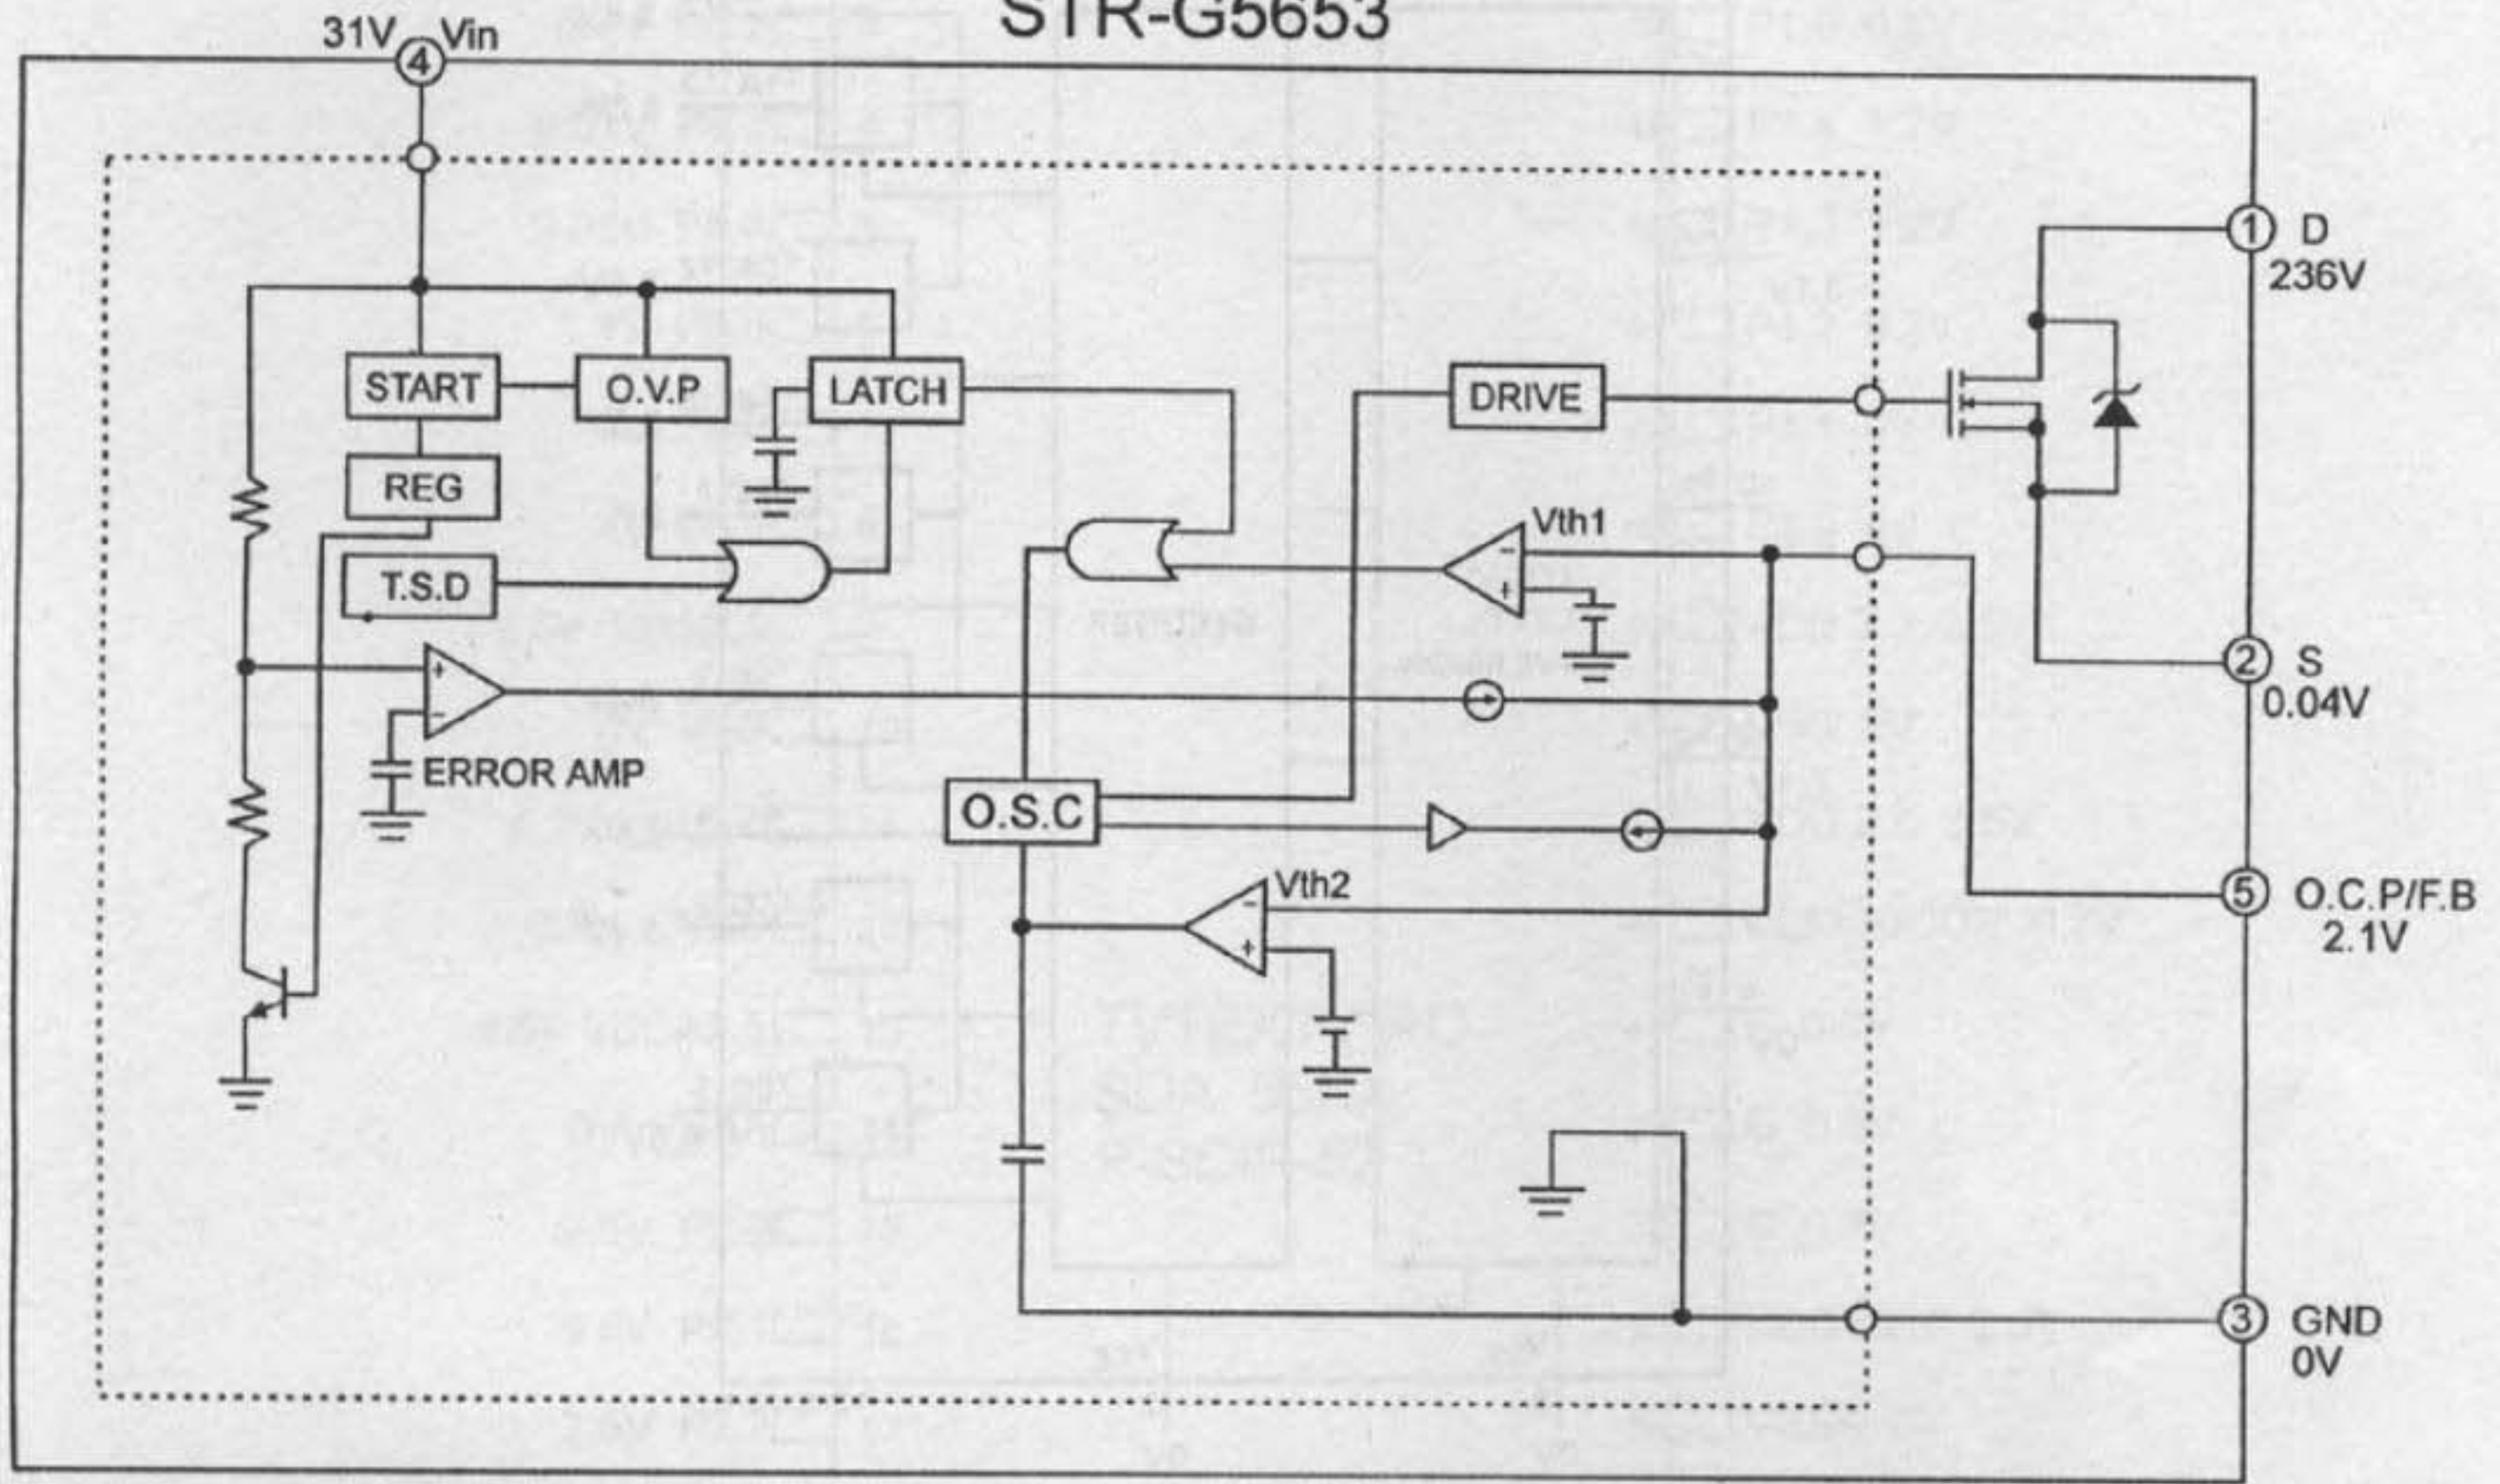 STR-G5653
31V Vin
4
1 D
236V
START
O.V.P
LATCH
DRIVE
REG
Vth1
-
T.S.D
+
2 S
0.04V
+
-
ERROR AMP
O.S.C
Vth2
-
5 O.C.P/F.B
2.1V
+
3 GND
0V